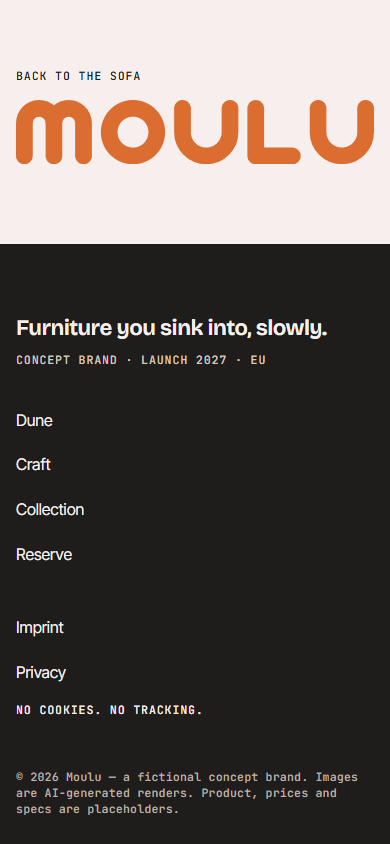 BACK TO THE SOFA
MOULU
Furniture you sink into, slowly.
CONCEPT BRAND · LAUNCH 2027 · EU
Dune
Craft
Collection
Reserve
Imprint
Privacy
NO COOKIES. NO TRACKING.
© 2026 Moulu — a fictional concept brand. Images
are AI-generated renders. Product, prices and
specs are placeholders.